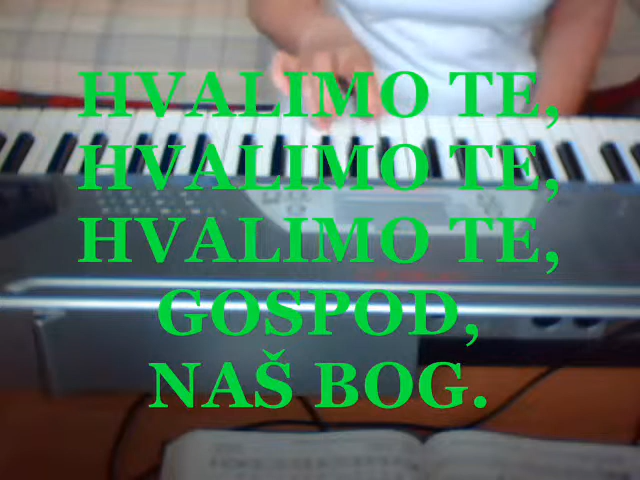 HVALIMO TE,
HVALIMO TE,
HVALIMO TE,
GOSPOD,
NAŠ BOG.